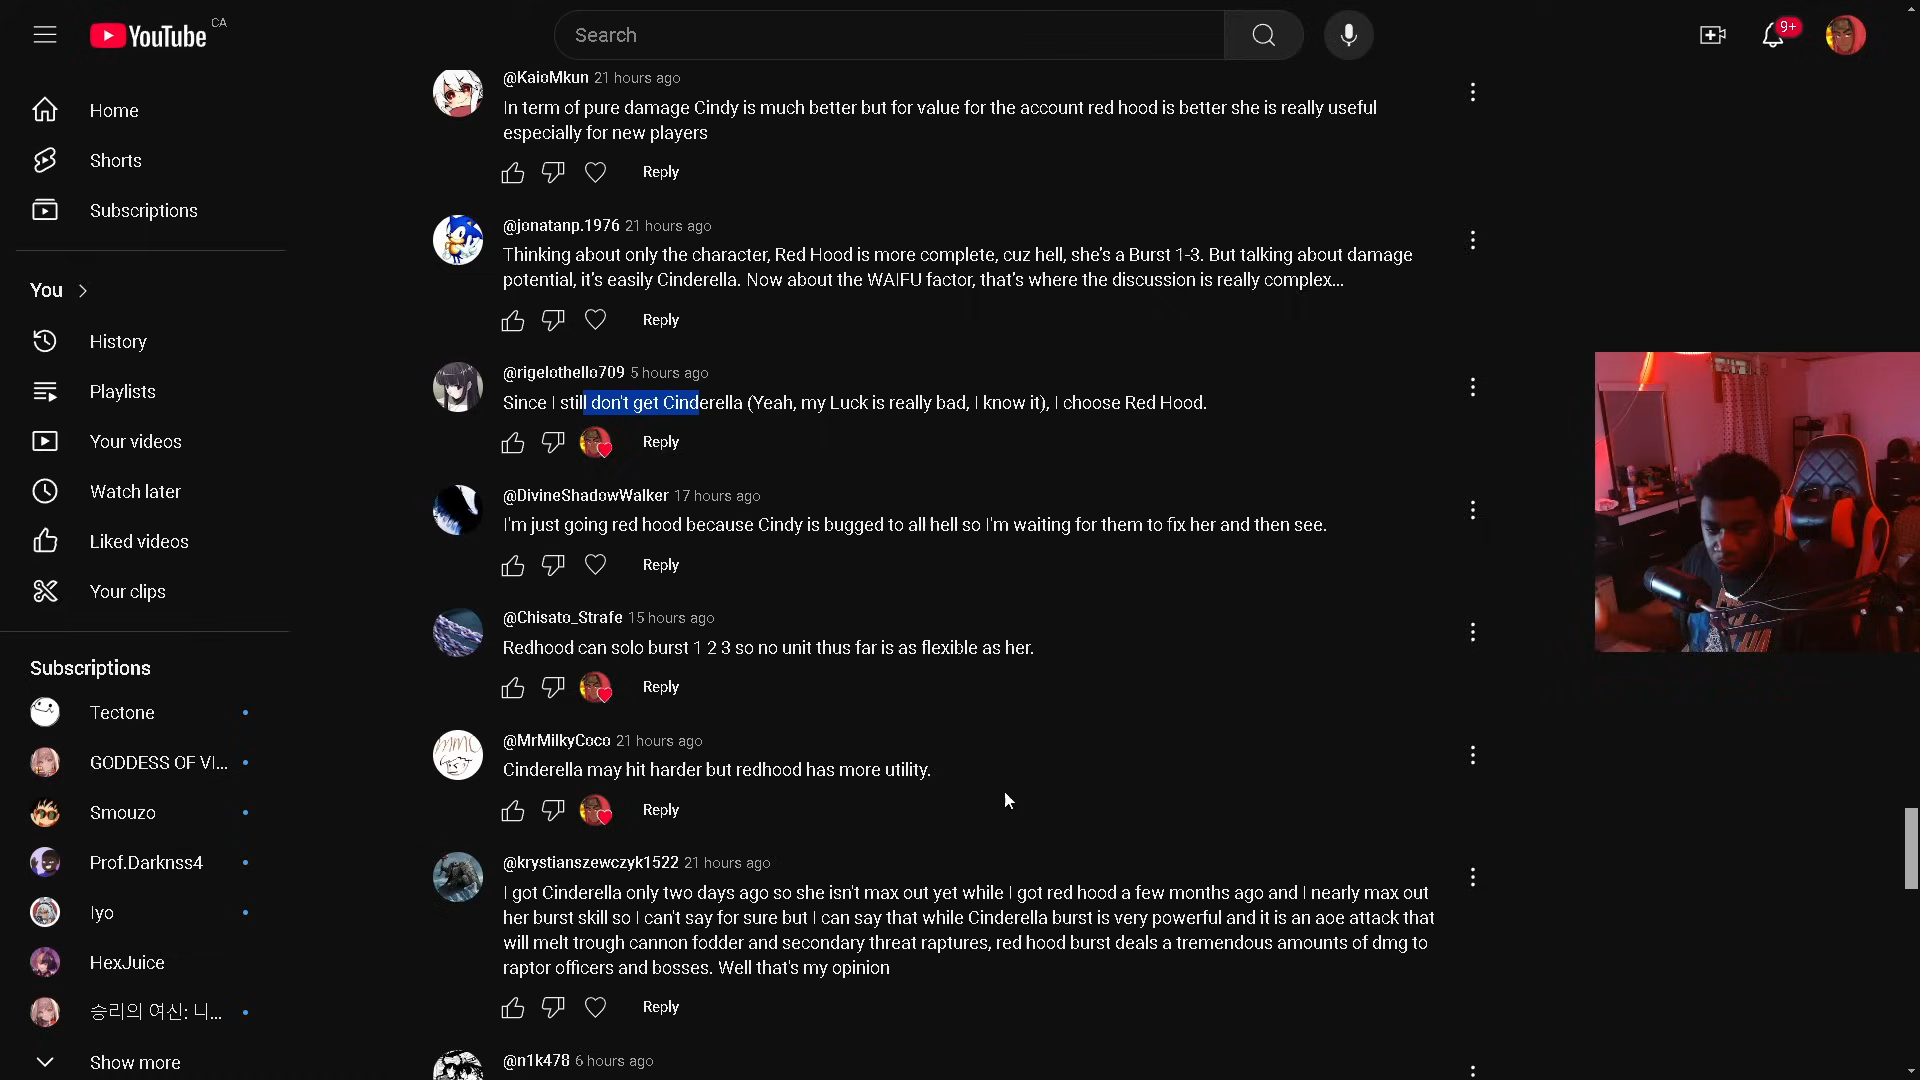 YouTube CA
Search
9+
Home
Shorts
Subscriptions
You
History
Playlists
Your videos
Watch later
Liked videos
Your clips
Subscriptions
Tectone
GODDESS OF VI...
Smouzo
Prof.Darknss4
Iyo
HexJuice
승리의 여신: 니...
Show more
@KaioMkun 21 hours ago
In term of pure damage Cindy is much better but for value for the account red hood is better she is really useful
especially for new players
Reply
@jonatanp.1976 21 hours ago
Thinking about only the character, Red Hood is more complete, cuz hell, she's a Burst 1-3. But talking about damage
potential, it's easily Cinderella. Now about the WAIFU factor, that's where the discussion is really complex...
Reply
@rigelothello709 5 hours ago
Since I still don't get Cinderella (Yeah, my Luck is really bad, I know it), I choose Red Hood.
Reply
@DivineShadowWalker 17 hours ago
I'm just going red hood because Cindy is bugged to all hell so I'm waiting for them to fix her and then see.
Reply
@Chisato_Strafe 15 hours ago
Redhood can solo burst 1 2 3 so no unit thus far is as flexible as her.
Reply
@MrMilkyCoco 21 hours ago
Cinderella may hit harder but redhood has more utility.
Reply
@krystianszewczyk1522 21 hours ago
I got Cinderella only two days ago so she isn't max out yet while I got red hood a few months ago and I nearly max out
her burst skill so I can't say for sure but I can say that while Cinderella burst is very powerful and it is an aoe attack that
will melt trough cannon fodder and secondary threat raptures, red hood burst deals a tremendous amounts of dmg to
raptor officers and bosses. Well that's my opinion
Reply
@n1k478 6 hours ago